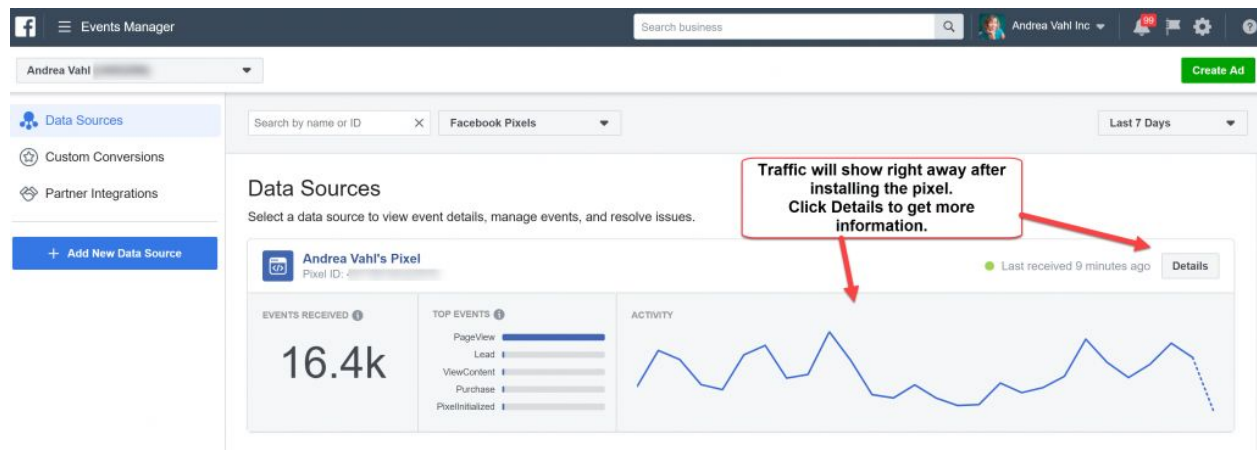 Events Manager
Search business
Andrea Vahl Inc
99
Andrea Vahl
Create Ad
Data Sources
Search by name or ID
Facebook Pixels
Last 7 Days
Custom Conversions
Partner Integrations
+ Add New Data Source
Data Sources
Select a data source to view event details, manage events, and resolve issues.
Traffic will show right away after
installing the pixel.
Click Details to get more
information.
Andrea Vahl's Pixel
Pixel ID:
Last received 9 minutes ago
Details
EVENTS RECEIVED
16.4k
TOP EVENTS
PageView
Lead
ViewContent
Purchase
PixelInitialized
ACTIVITY